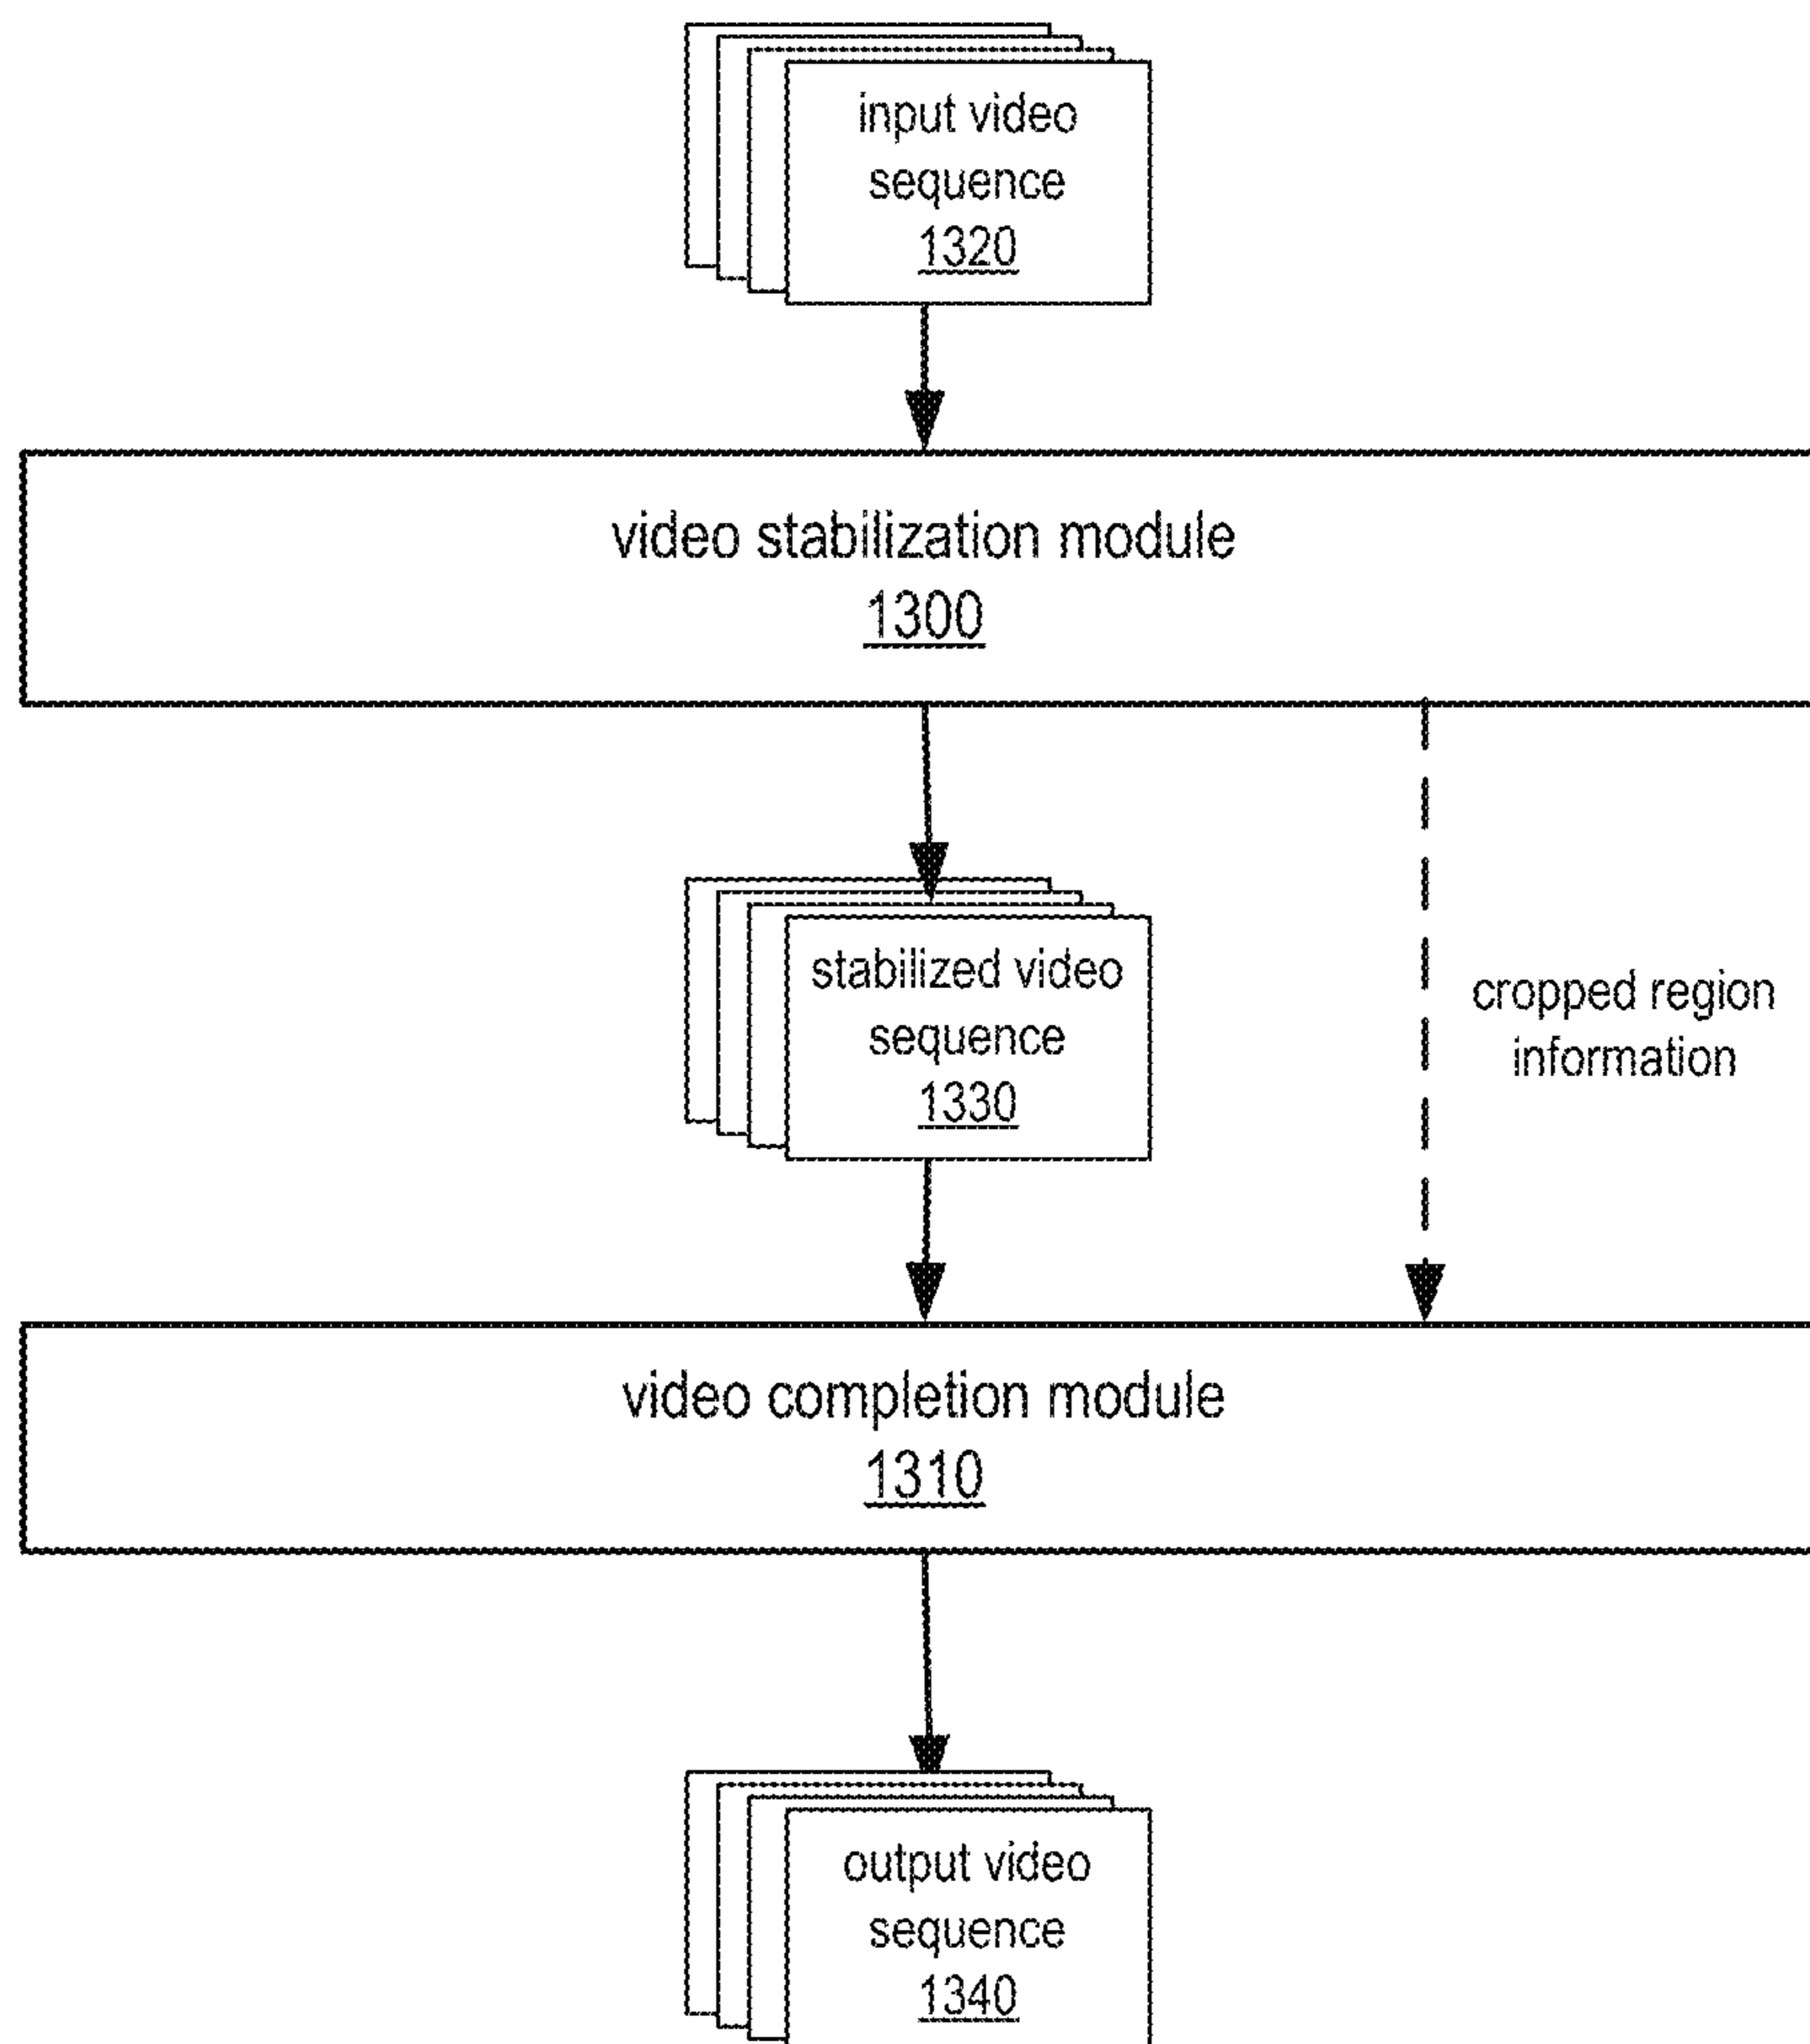 input video
sequence
1320
video stabilization module
1300
stabilized video
sequence
1330
cropped region
information
video completion module
1310
output video
sequence
1340